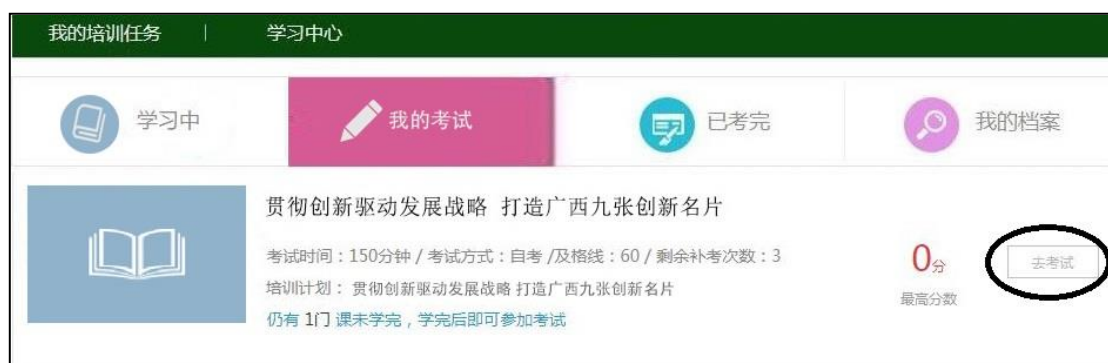 我的培训任务 | 学习中心
学习中 我的考试 已考完 我的档案
贯彻创新驱动发展战略 打造广西九张创新名片
考试时间：150分钟 / 考试方式：自考 /及格线：60 / 剩余补考次数：3
培训计划： 贯彻创新驱动发展战略 打造广西九张创新名片
仍有 1门 课未学完，学完后即可参加考试
0分
最高分数
去考试